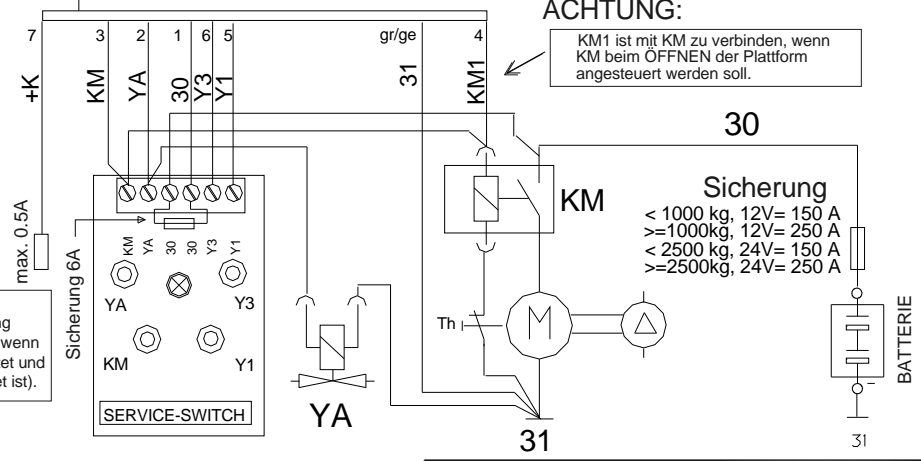 ACHTUNG:
KM1 ist mit KM zu verbinden, wenn
KM beim ÖFFNEN der Plattform
angesteuert werden soll.
7
3
2
1
6
5
gr/ge
4
+K
KM
YA
30
Y3
Y1
31
KM1
30
max. 0.5A
Sicherung 6A
KM
YA
30
30
Y3
Y1
YA
Y3
KM
Y1
SERVICE-SWITCH
YA
KM
Th
M
31
Sicherung
< 1000 kg, 12V= 150 A
>=1000kg, 12V= 250 A
< 2500 kg, 24V= 150 A
>=2500kg, 24V= 250 A
BATTERIE
-
31
ng
wenn
tet und
et ist).